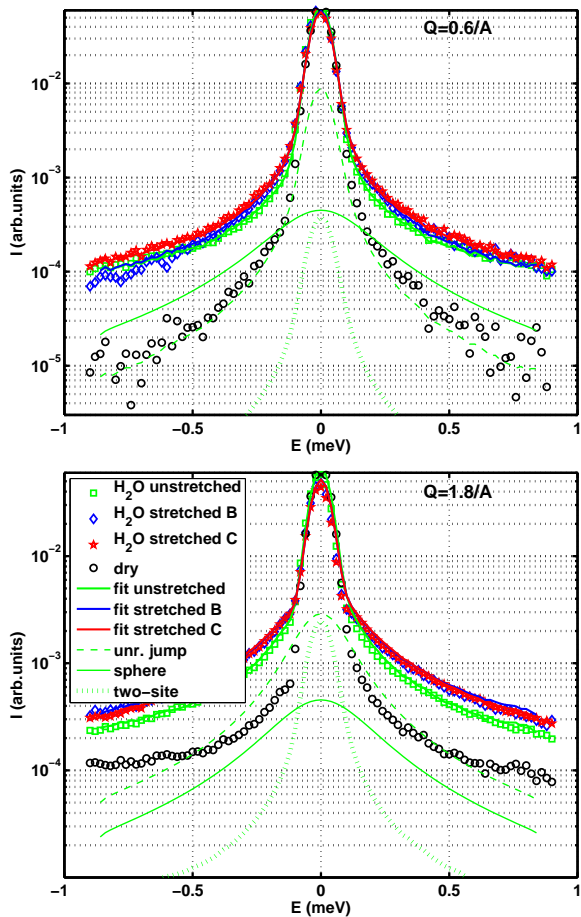 Q=0.6/A
10⁻²
10⁻³
10⁻⁴
10⁻⁵
I (arb.units)
−1
−0.5
0
0.5
1
E (meV)
Q=1.8/A
H₂O unstretched
H₂O stretched B
H₂O stretched C
dry
fit unstretched
fit stretched B
fit stretched C
unr. jump
sphere
two−site
10⁻²
10⁻³
10⁻⁴
I (arb.units)
−1
−0.5
0
0.5
1
E (meV)